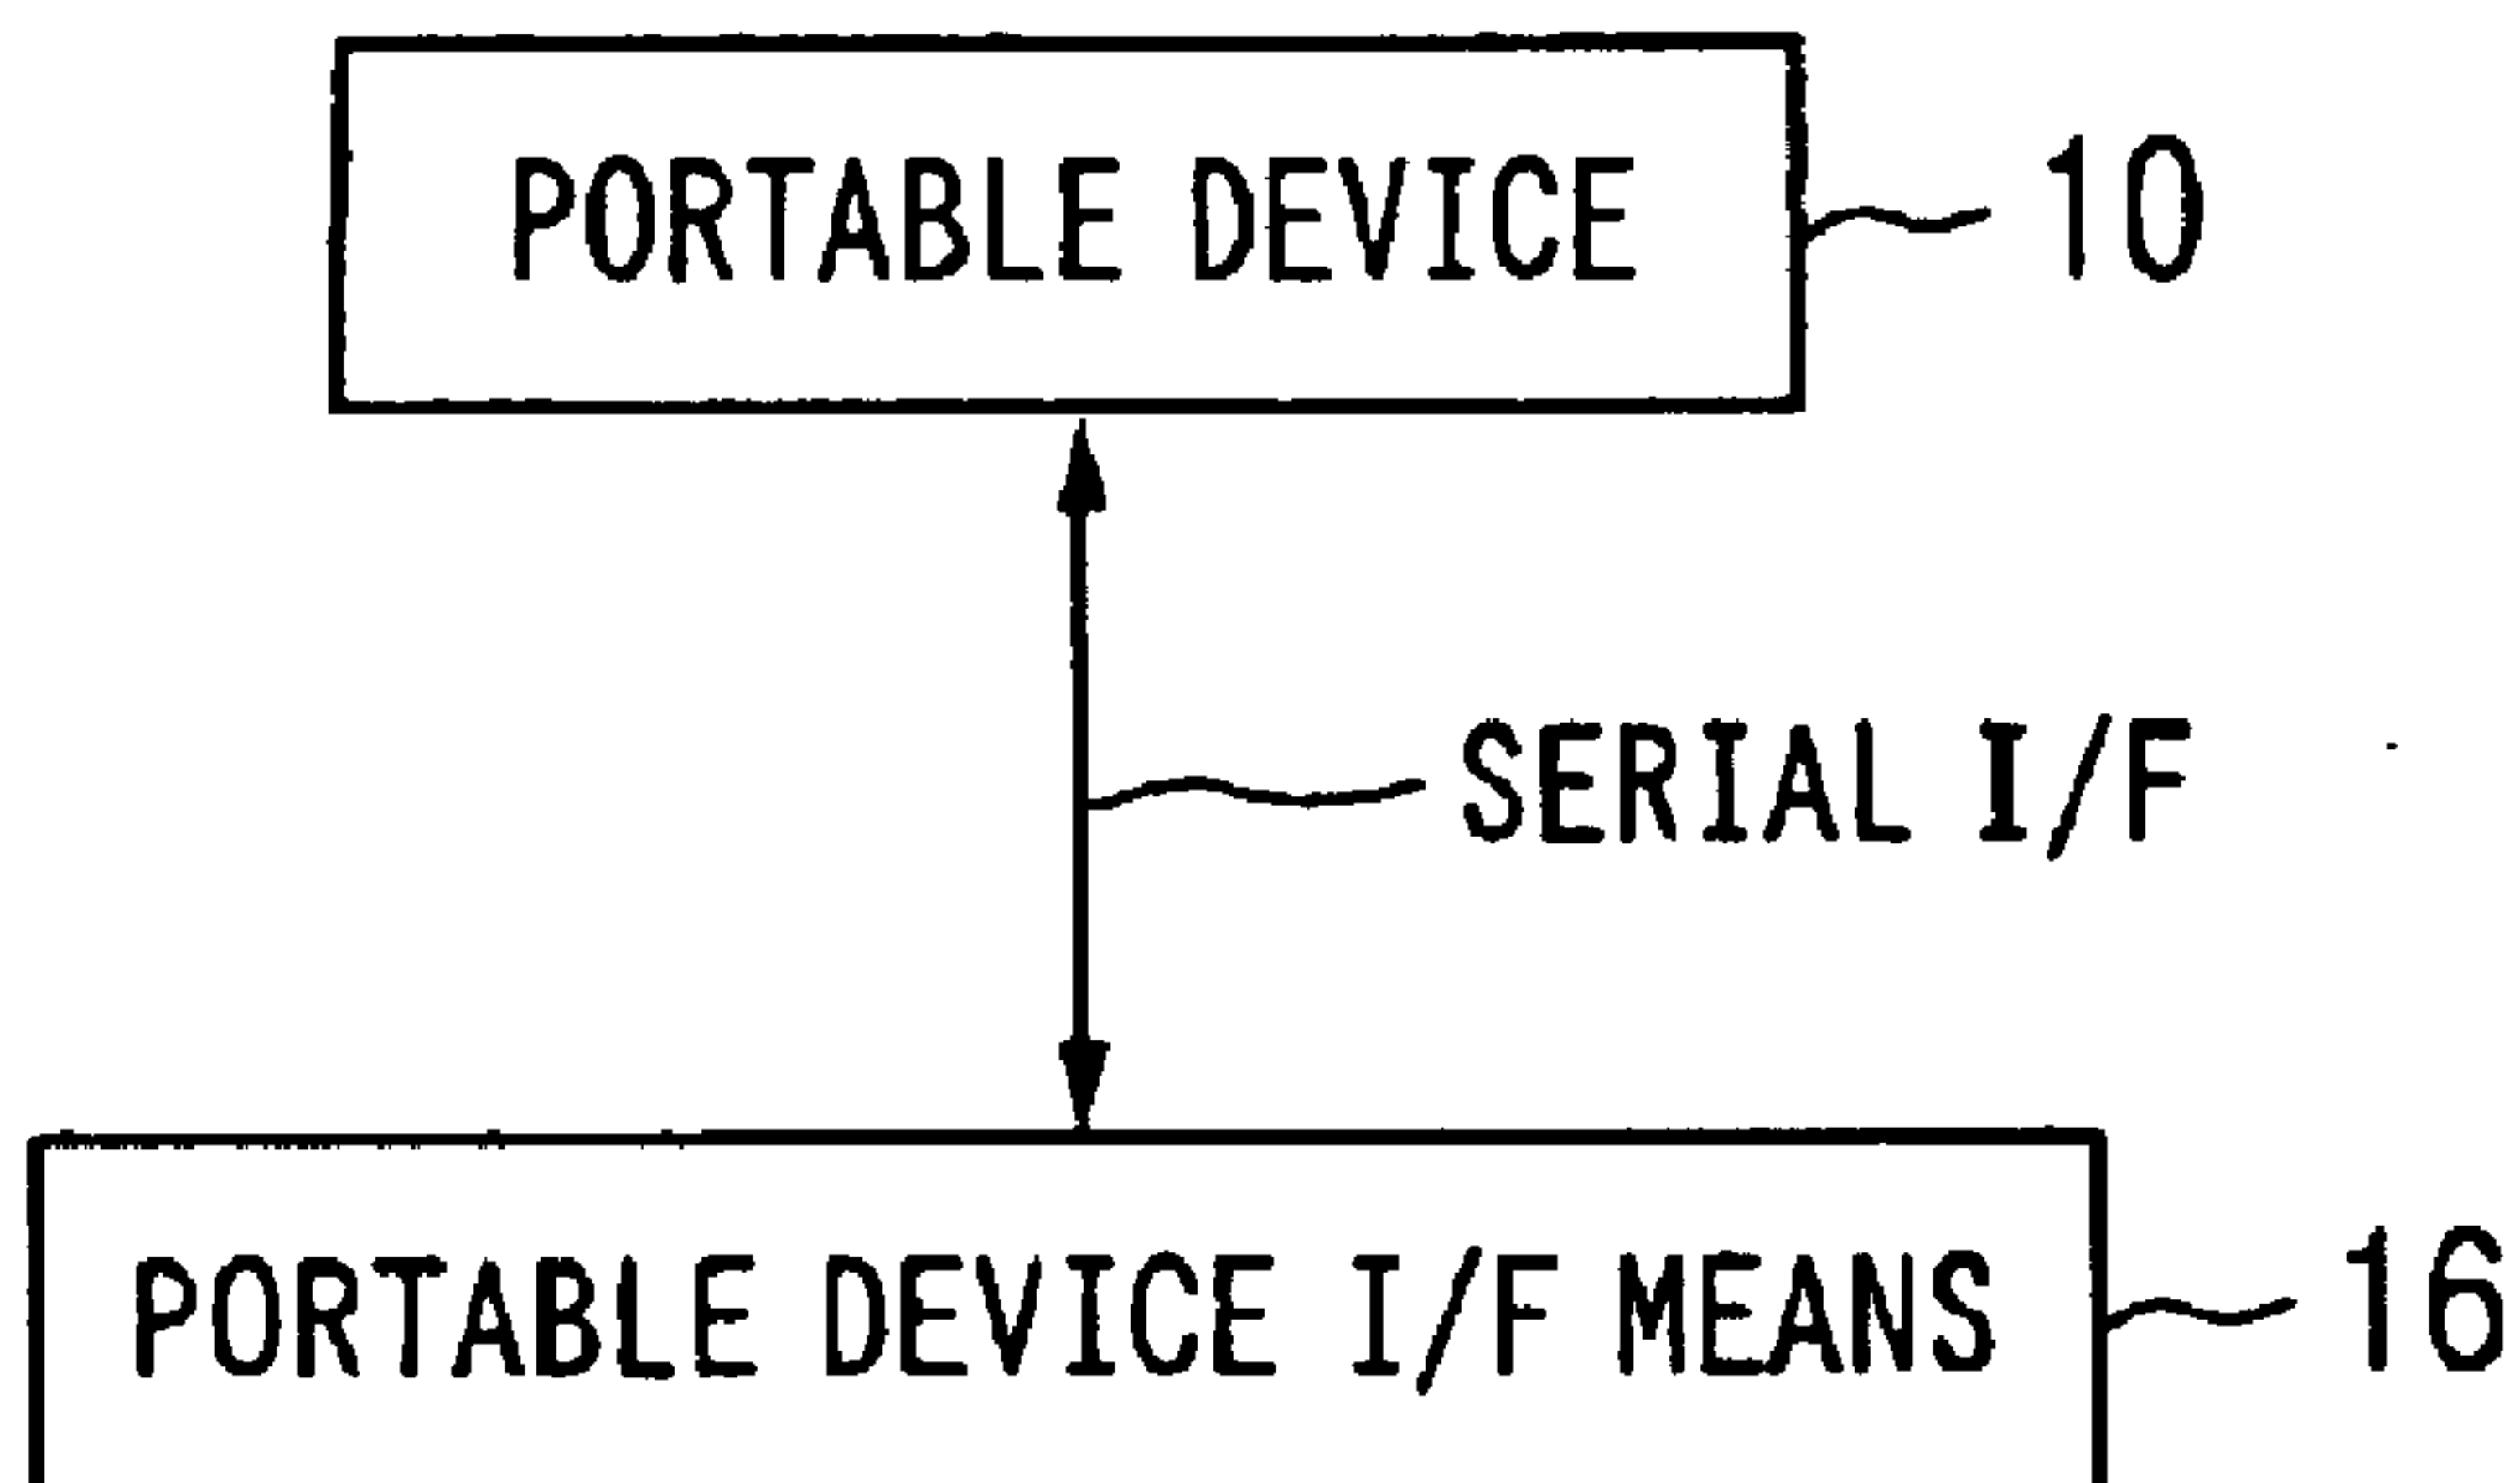 PORTABLE DEVICE
10
SERIAL I/F
PORTABLE DEVICE I/F MEANS
16